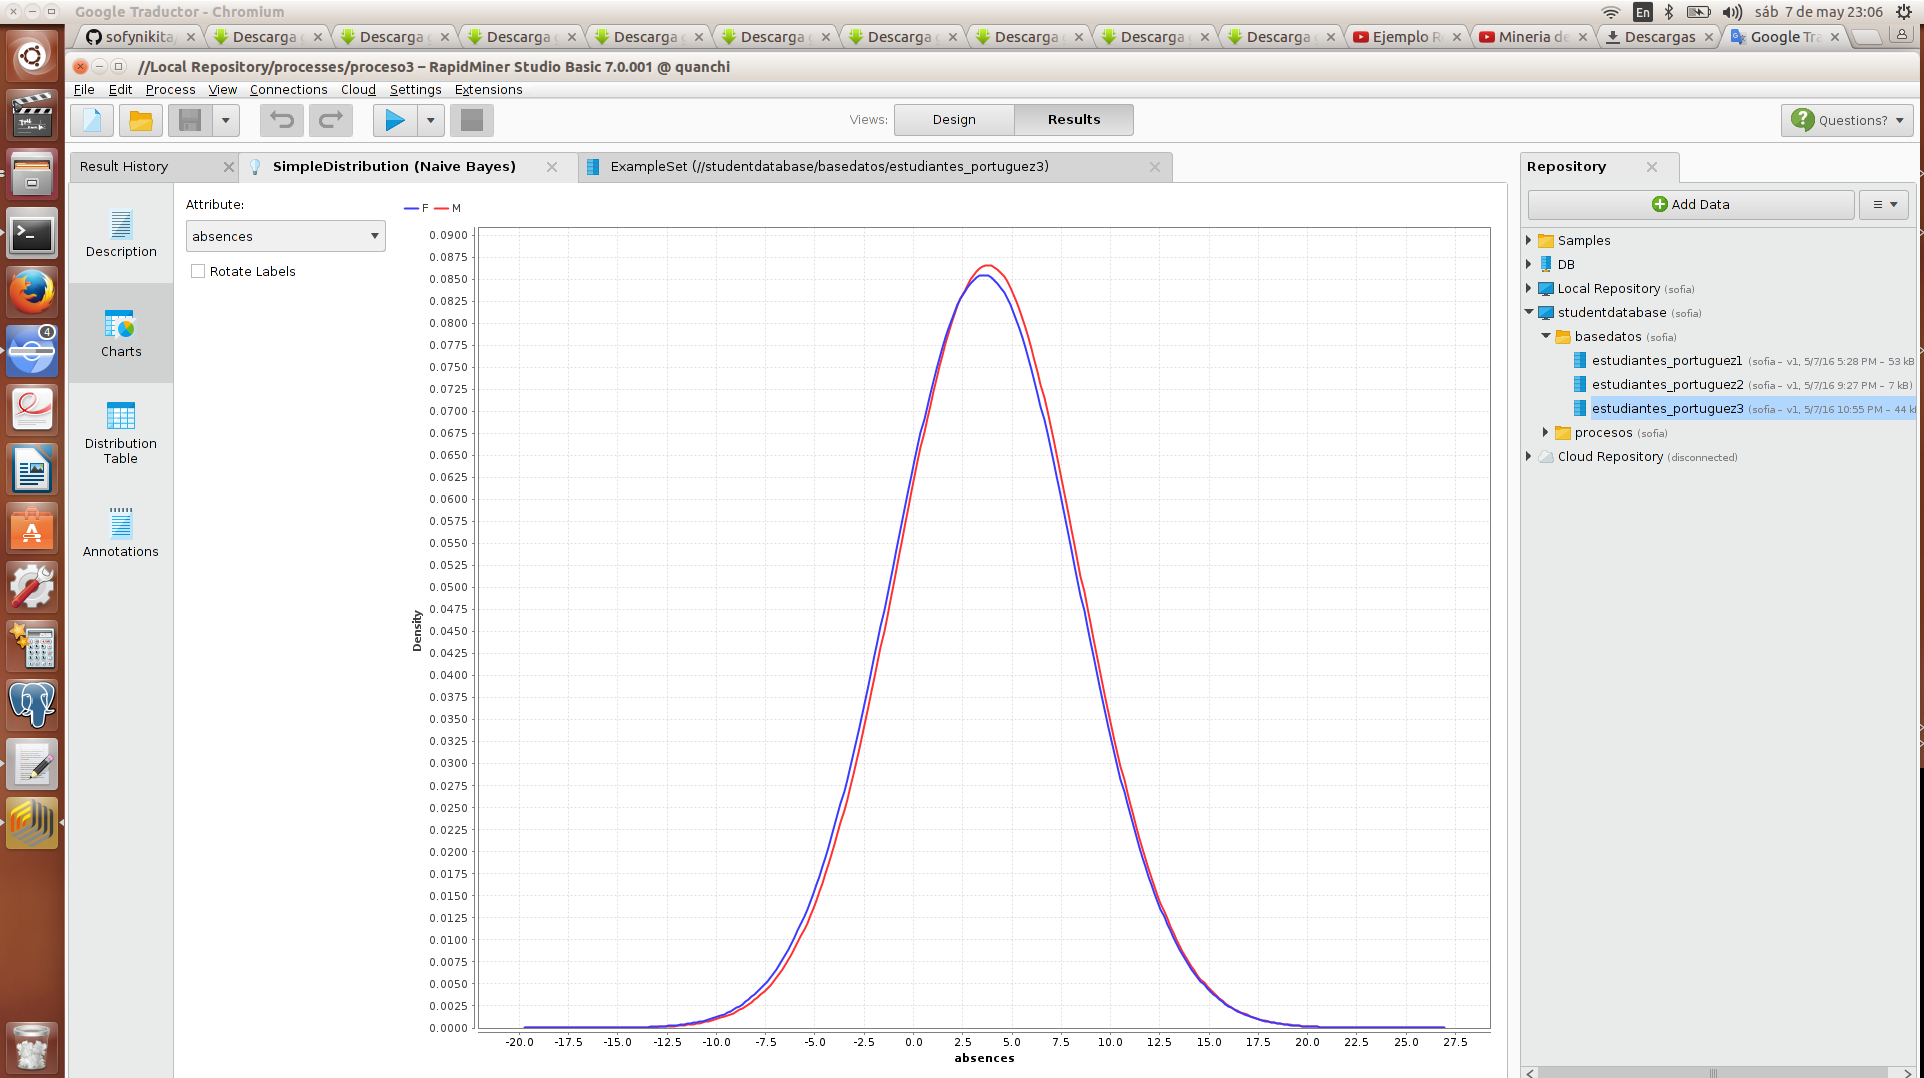 Google Traductor - Chromium
En
sáb 7 de may 23:06
sofynikita
Descarga
Descarga
Descarga
Descarga
Descarga
Descarga
Descarga
Descarga
Descarga
Ejemplo R
Mineria de
Descargas
Google Tra
//Local Repository/processes/proceso3 – RapidMiner Studio Basic 7.0.001 @ quanchi
File Edit Process View Connections Cloud Settings Extensions
Views: Design Results
Questions?
Result History
SimpleDistribution (Naive Bayes)
ExampleSet (//studentdatabase/basedatos/estudiantes_portuguez3)
Description
Charts
Distribution
Table
Annotations
Attribute:
absences
Rotate Labels
F M
0.0900
0.0875
0.0850
0.0825
0.0800
0.0775
0.0750
0.0725
0.0700
0.0675
0.0650
0.0625
0.0600
0.0575
0.0550
0.0525
0.0500
0.0475
0.0450
0.0425
0.0400
0.0375
0.0350
0.0325
0.0300
0.0275
0.0250
0.0225
0.0200
0.0175
0.0150
0.0125
0.0100
0.0075
0.0050
0.0025
0.0000
Density
-20.0 -17.5 -15.0 -12.5 -10.0 -7.5 -5.0 -2.5 0.0 2.5 5.0 7.5 10.0 12.5 15.0 17.5 20.0 22.5 25.0 27.5
absences
Repository
Add Data
Samples
DB
Local Repository (sofia)
studentdatabase (sofia)
basedatos (sofia)
estudiantes_portuguez1 (sofia – v1, 5/7/16 5:28 PM – 53 kB
estudiantes_portuguez2 (sofia – v1, 5/7/16 9:27 PM – 7 kB)
estudiantes_portuguez3 (sofia – v1, 5/7/16 10:55 PM – 44 k
procesos (sofia)
Cloud Repository (disconnected)
4